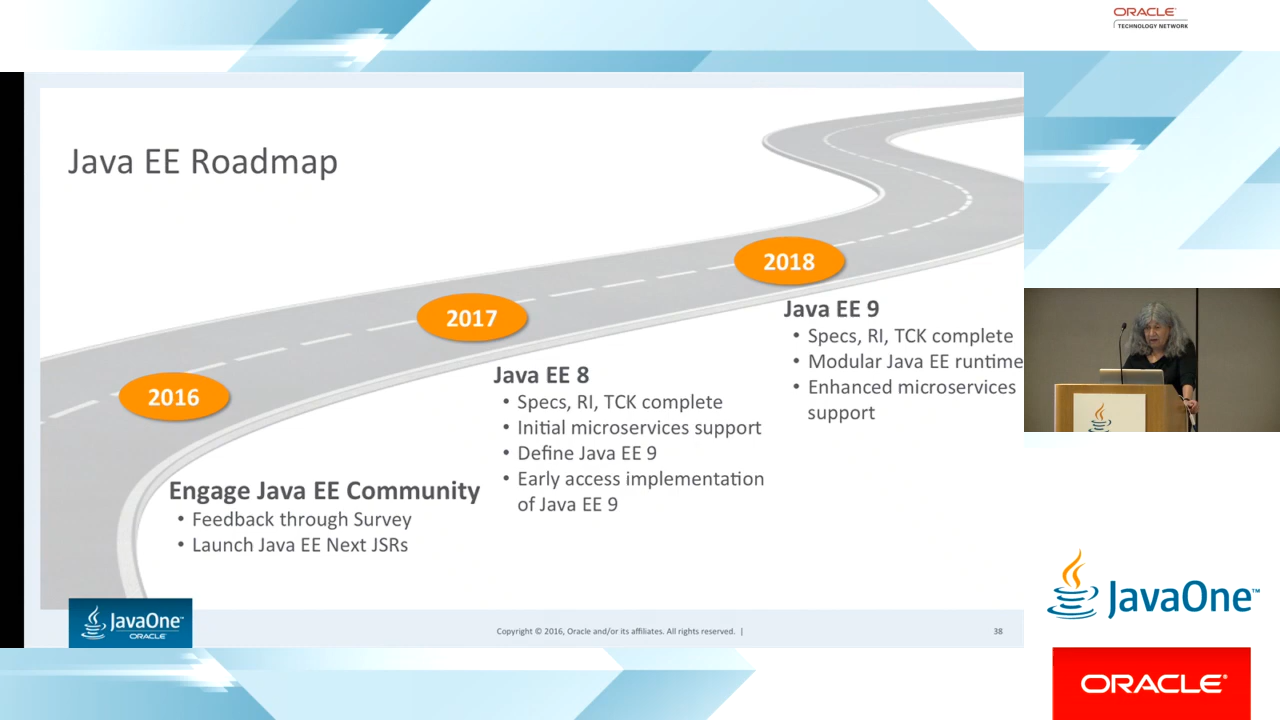 ORACLE
TECHNOLOGY NETWORK
Java EE Roadmap
2016
Engage Java EE Community
• Feedback through Survey
• Launch Java EE Next JSRs
2017
Java EE 8
• Specs, RI, TCK complete
• Initial microservices support
• Define Java EE 9
• Early access implementation
of Java EE 9
2018
Java EE 9
• Specs, RI, TCK complete
• Modular Java EE runtime
• Enhanced microservices
support
JavaOne™
ORACLE
Copyright © 2016, Oracle and/or its affiliates. All rights reserved. |
38
JavaOne™
ORACLE®